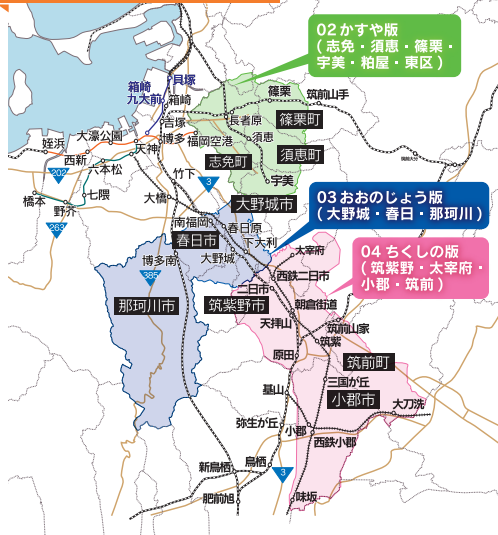 02 かすや版
( 志免・須恵・篠栗・
宇美・粕屋・東区 )
貝塚
箱崎
九大前
箱崎
篠栗
筑前山手
吉塚
長者原
篠栗町
姪浜
大濠公園
博多
福岡空港
須恵
西新
天神
志免町
須恵町
202
六本松
竹下
3
宇美
橋本
七隈
野芥
大橋
大野城市
263
南福岡
春日原
03 おおのじょう版
( 大野城・春日・那珂川 )
春日市
下大利
大野城
太宰府
04 ちくしの版
( 筑紫野・太宰府・
小郡・筑前 )
博多南
385
西鉄二日市
二日市
那珂川市
筑紫野市
朝倉街道
天拝山
筑前山家
筑紫
原田
筑前町
三国が丘
基山
小郡市
大刀洗
弥生が丘
小郡
西鉄小郡
新鳥栖
鳥栖
3
肥前旭
味坂